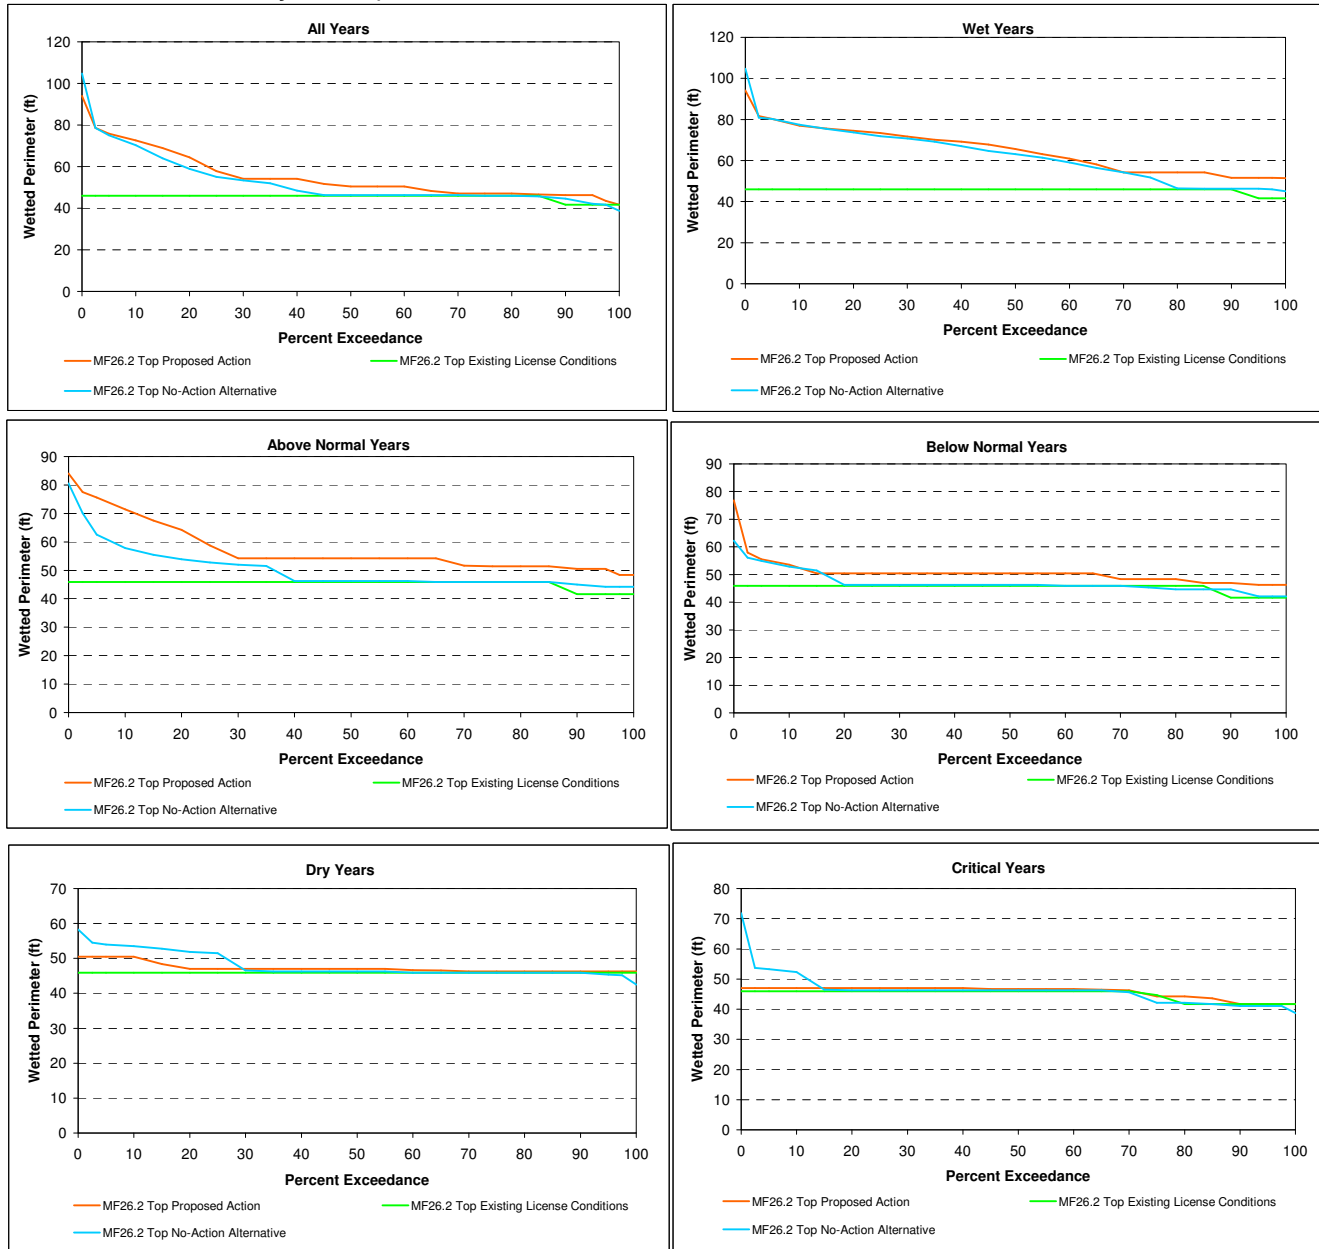 All Years
Wetted Perimeter (ft)
120
100
80
60
40
20
0
0 10 20 30 40 50 60 70 80 90 100
Percent Exceedance
MF26.2 Top Proposed Action
MF26.2 Top Existing License Conditions
MF26.2 Top No-Action Alternative
Wet Years
Wetted Perimeter (ft)
120
100
80
60
40
20
0
0 10 20 30 40 50 60 70 80 90 100
Percent Exceedance
MF26.2 Top Proposed Action
MF26.2 Top Existing License Conditions
MF26.2 Top No-Action Alternative
Above Normal Years
Wetted Perimeter (ft)
90
80
70
60
50
40
30
20
10
0
0 10 20 30 40 50 60 70 80 90 100
Percent Exceedance
MF26.2 Top Proposed Action
MF26.2 Top Existing License Conditions
MF26.2 Top No-Action Alternative
Below Normal Years
Wetted Perimeter (ft)
90
80
70
60
50
40
30
20
10
0
0 10 20 30 40 50 60 70 80 90 100
Percent Exceedance
MF26.2 Top Proposed Action
MF26.2 Top Existing License Conditions
MF26.2 Top No-Action Alternative
Dry Years
Wetted Perimeter (ft)
70
60
50
40
30
20
10
0
0 10 20 30 40 50 60 70 80 90 100
Percent Exceedance
MF26.2 Top Proposed Action
MF26.2 Top Existing License Conditions
MF26.2 Top No-Action Alternative
Critical Years
Wetted Perimeter (ft)
80
70
60
50
40
30
20
10
0
0 10 20 30 40 50 60 70 80 90 100
Percent Exceedance
MF26.2 Top Proposed Action
MF26.2 Top Existing License Conditions
MF26.2 Top No-Action Alternative